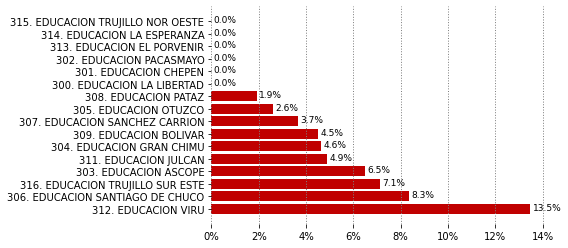 315. EDUCACION TRUJILLO NOR OESTE 0.0%
314. EDUCACION LA ESPERANZA 0.0%
313. EDUCACION EL PORVENIR 0.0%
302. EDUCACION PACASMAYO 0.0%
301. EDUCACION CHEPEN 0.0%
300. EDUCACION LA LIBERTAD 0.0%
308. EDUCACION PATAZ 1.9%
305. EDUCACION OTUZCO 2.6%
307. EDUCACION SANCHEZ CARRION 3.7%
309. EDUCACION BOLIVAR 4.5%
304. EDUCACION GRAN CHIMU 4.6%
311. EDUCACION JULCAN 4.9%
303. EDUCACION ASCOPE 6.5%
316. EDUCACION TRUJILLO SUR ESTE 7.1%
306. EDUCACION SANTIAGO DE CHUCO 8.3%
312. EDUCACION VIRU 13.5%
0% 2% 4% 6% 8% 10% 12% 14%